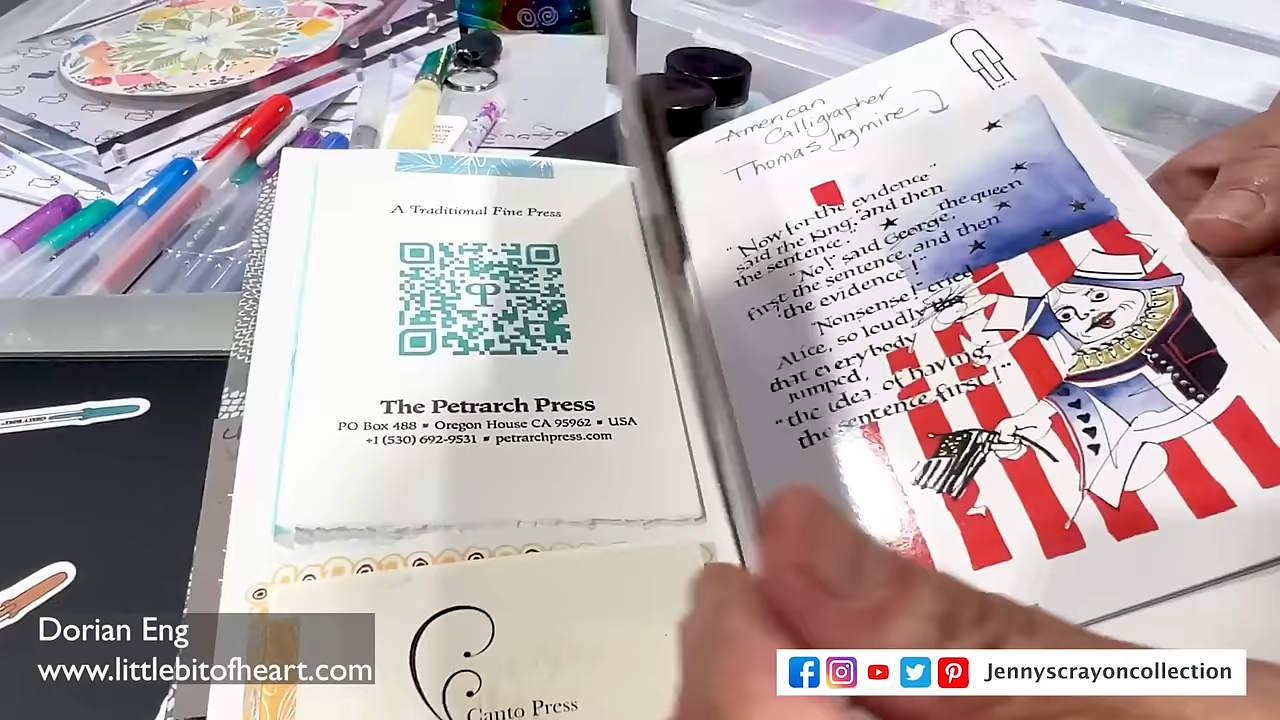 A Traditional Fine Press
The Petrarch Press
PO Box 488 ▪ Oregon House CA 95962 ▪ USA
+1 (530) 692-9531 ▪ petrarchpress.com
Canto Press
American
Calligrapher
Thomas Ingmire
"Now for the evidence"
said the King, "and then
the sentence."
"No!" said the queen
George,
first the sentence, and then
the evidence!"
"Nonsense!" cried
Alice, so loudly
that everybody
jumped,
"the idea of having
the sentence first!"
Dorian Eng
www.littlebitofheart.com
Jennyscrayoncollection